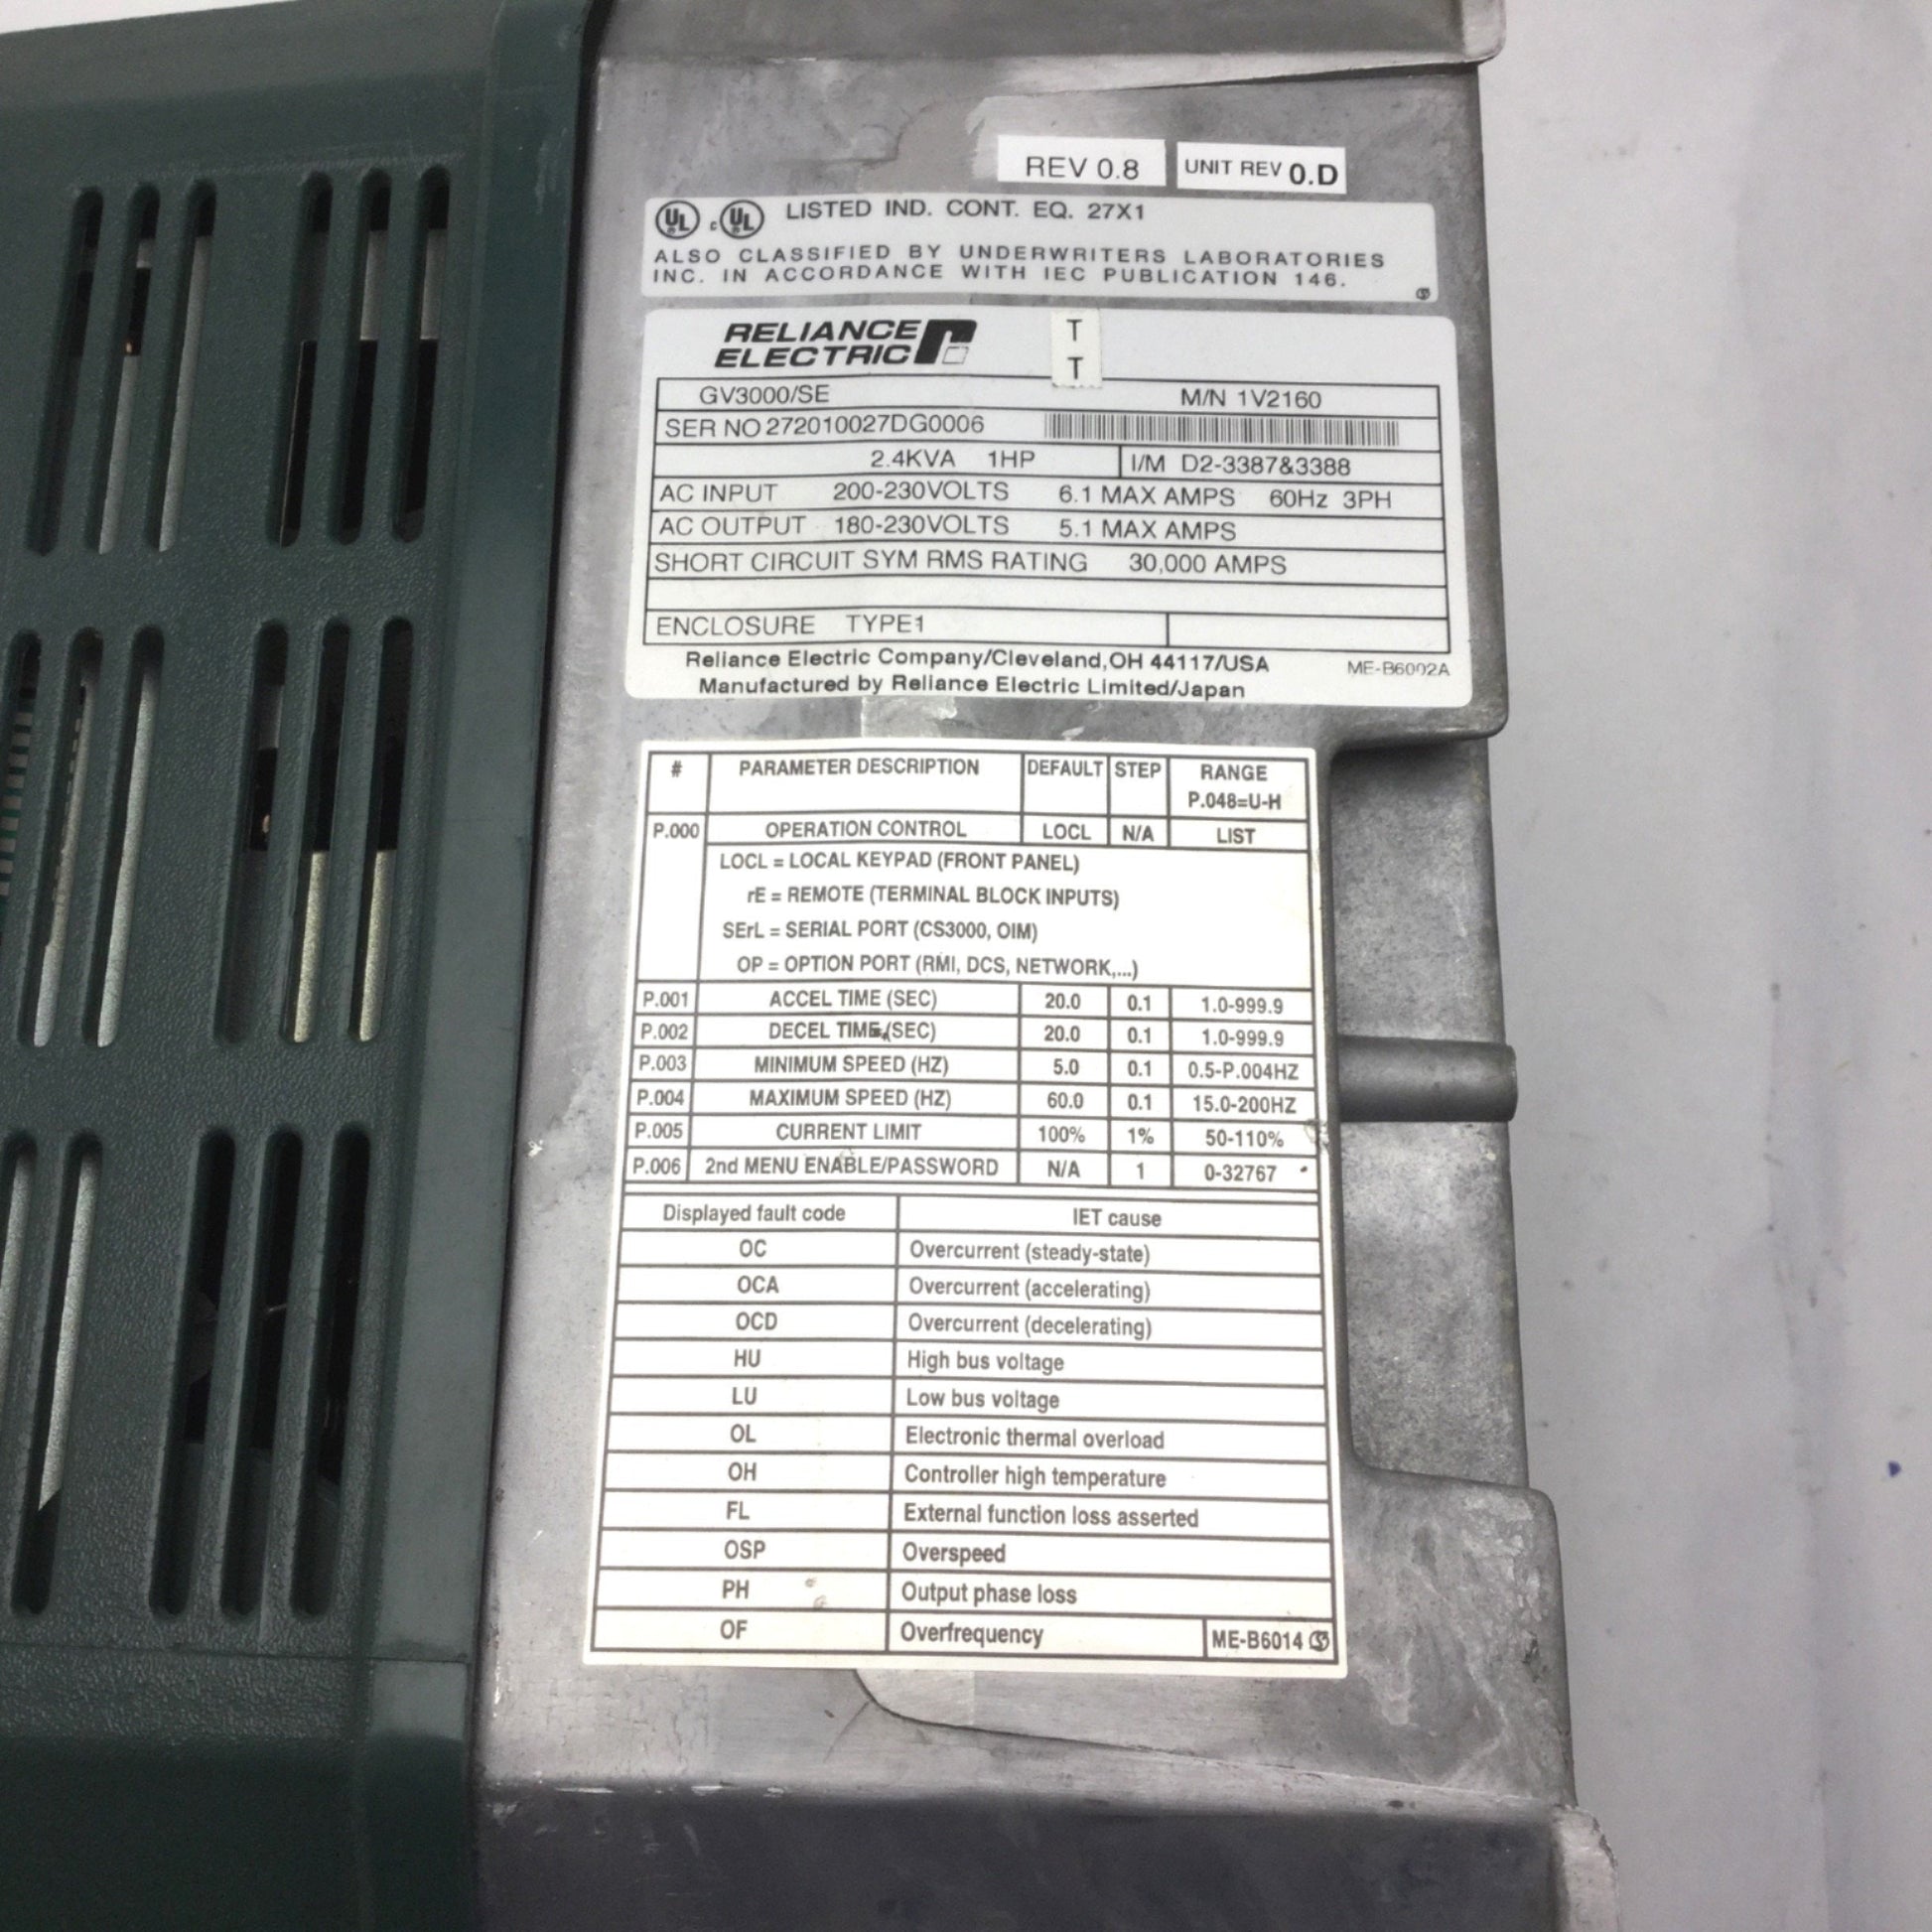 REV 0.8 UNIT REV 0.D
UL ® c UL ® LISTED IND. CONT. EQ. 27X1
ALSO CLASSIFIED BY UNDERWRITERS LABORATORIES
INC. IN ACCORDANCE WITH IEC PUBLICATION 146.
RELIANCE
ELECTRIC
T
T
GV3000/SE M/N 1V2160
SER NO 272010027DG0006
2.4KVA 1HP I/M D2-3387&3388
AC INPUT 200-230VOLTS 6.1 MAX AMPS 60Hz 3PH
AC OUTPUT 180-230VOLTS 5.1 MAX AMPS
SHORT CIRCUIT SYM RMS RATING 30,000 AMPS
ENCLOSURE TYPE1
Reliance Electric Company/Cleveland,OH 44117/USA ME-B6002A
Manufactured by Reliance Electric Limited/Japan
# PARAMETER DESCRIPTION DEFAULT STEP RANGE
P.048=U-H
P.000 OPERATION CONTROL LOCL N/A LIST
LOCL = LOCAL KEYPAD (FRONT PANEL)
rE = REMOTE (TERMINAL BLOCK INPUTS)
SErL = SERIAL PORT (CS3000, OIM)
OP = OPTION PORT (RMI, DCS, NETWORK,...)
P.001 ACCEL TIME (SEC) 20.0 0.1 1.0-999.9
P.002 DECEL TIME (SEC) 20.0 0.1 1.0-999.9
P.003 MINIMUM SPEED (HZ) 5.0 0.1 0.5-P.004HZ
P.004 MAXIMUM SPEED (HZ) 60.0 0.1 15.0-200HZ
P.005 CURRENT LIMIT 100% 1% 50-110%
P.006 2nd MENU ENABLE/PASSWORD N/A 1 0-32767
Displayed fault code IET cause
OC Overcurrent (steady-state)
OCA Overcurrent (accelerating)
OCD Overcurrent (decelerating)
HU High bus voltage
LU Low bus voltage
OL Electronic thermal overload
OH Controller high temperature
FL External function loss asserted
OSP Overspeed
PH Output phase loss
OF Overfrequency ME-B6014